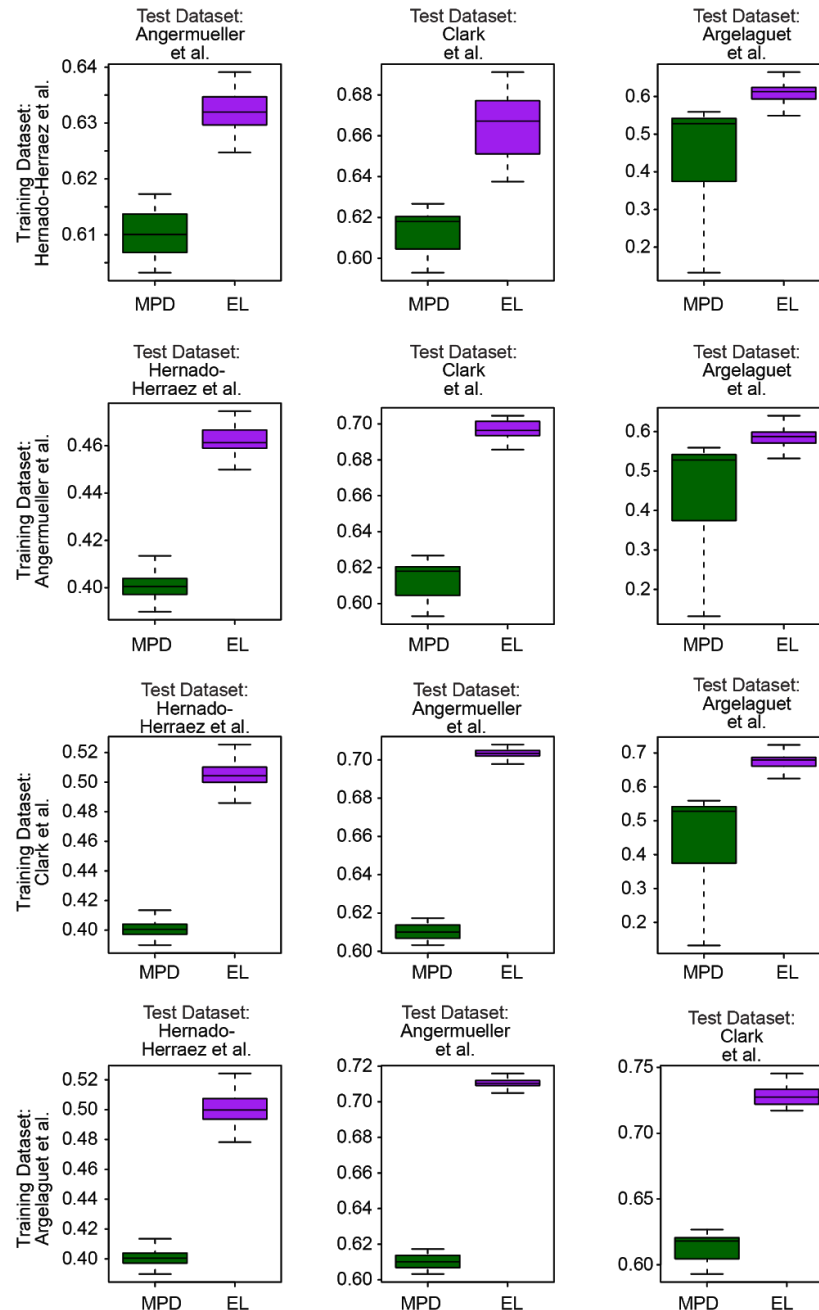 Test Dataset:
Angermueller
et al.
Test Dataset:
Clark
et al.
Test Dataset:
Argelaguet
et al.
Training Dataset:
Hernado-Herraez et al.
0.64
0.63
0.62
0.61
MPD EL
0.68
0.66
0.64
0.62
0.60
MPD EL
0.6
0.5
0.4
0.3
0.2
MPD EL
Test Dataset:
Hernado-
Herraez et al.
Test Dataset:
Clark
et al.
Test Dataset:
Argelaguet
et al.
Training Dataset:
Angermueller et al.
0.46
0.44
0.42
0.40
MPD EL
0.70
0.68
0.66
0.64
0.62
0.60
MPD EL
0.6
0.5
0.4
0.3
0.2
MPD EL
Test Dataset:
Hernado-
Herraez et al.
Test Dataset:
Angermueller
et al.
Test Dataset:
Argelaguet
et al.
Training Dataset:
Clark et al.
0.52
0.50
0.48
0.46
0.44
0.42
0.40
MPD EL
0.70
0.68
0.66
0.64
0.62
0.60
MPD EL
0.7
0.6
0.5
0.4
0.3
0.2
MPD EL
Test Dataset:
Hernado-
Herraez et al.
Test Dataset:
Angermueller
et al.
Test Dataset:
Clark
et al.
Training Dataset:
Argelaguet et al.
0.52
0.50
0.48
0.46
0.44
0.42
0.40
MPD EL
0.72
0.70
0.68
0.66
0.64
0.62
0.60
MPD EL
0.75
0.70
0.65
0.60
MPD EL